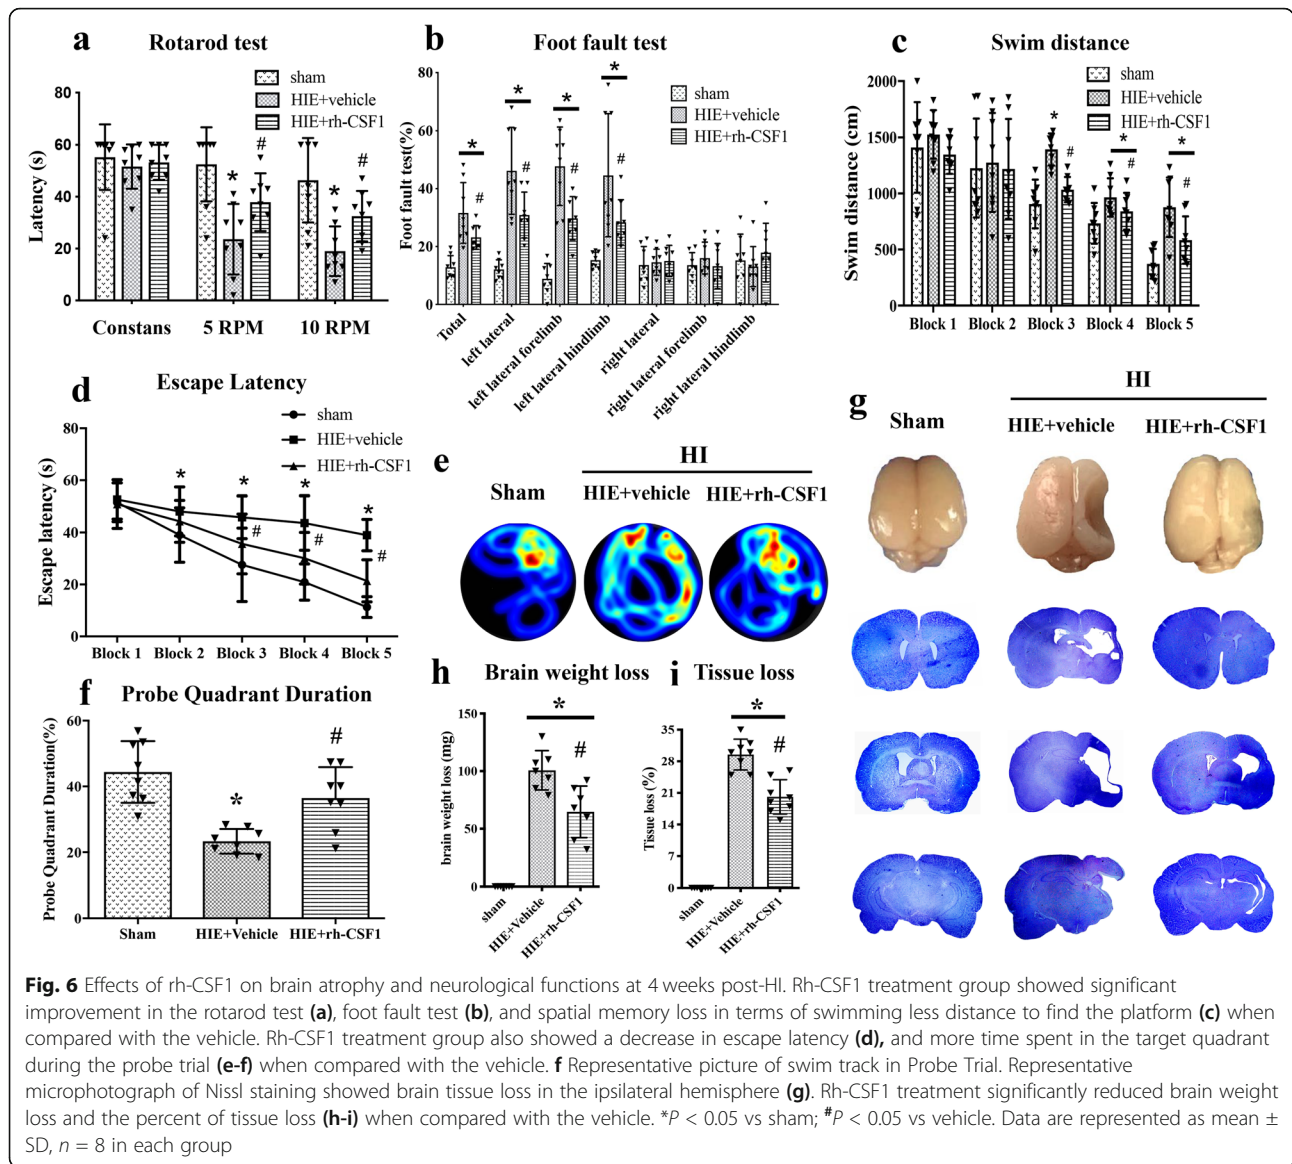 a Rotarod test
sham
HIE+vehicle
HIE+rh-CSF1
Latency (s)
80
60
40
20
0
* # * #
Constans 5 RPM 10 RPM
b Foot fault test
sham
HIE+vehicle
HIE+rh-CSF1
Foot fault test(%)
80
60
40
20
0
* # * # * # * #
Total
left lateral
left lateral forelimb
left lateral hindlimb
right lateral
right lateral forelimb
right lateral hindlimb
c Swim distance
sham
HIE+vehicle
HIE+rh-CSF1
Swim distance (cm)
2000
1500
1000
500
0
* # * # * #
Block 1 Block 2 Block 3 Block 4 Block 5
d Escape Latency
sham
HIE+vehicle
HIE+rh-CSF1
Escape latency (s)
80
60
40
20
0
* * # * # * #
Block 1 Block 2 Block 3 Block 4 Block 5
e HI
Sham HIE+vehicle HIE+rh-CSF1
f Probe Quadrant Duration
Probe Quadrant Duration(%)
60
40
20
0
* #
Sham HIE+Vehicle HIE+rh-CSF1
g HI
Sham HIE+vehicle HIE+rh-CSF1
h Brain weight loss
brain weight loss (mg)
150
100
50
0
* #
sham
HIE+Vehicle
HIE+rh-CSF1
i Tissue loss
Tissue loss (%)
35
28
21
14
7
0
* #
sham
HIE+Vehicle
HIE+rh-CSF1
Fig. 6 Effects of rh-CSF1 on brain atrophy and neurological functions at 4 weeks post-HI. Rh-CSF1 treatment group showed significant
improvement in the rotarod test (a), foot fault test (b), and spatial memory loss in terms of swimming less distance to find the platform (c) when
compared with the vehicle. Rh-CSF1 treatment group also showed a decrease in escape latency (d), and more time spent in the target quadrant
during the probe trial (e-f) when compared with the vehicle. f Representative picture of swim track in Probe Trial. Representative
microphotograph of Nissl staining showed brain tissue loss in the ipsilateral hemisphere (g). Rh-CSF1 treatment significantly reduced brain weight
loss and the percent of tissue loss (h-i) when compared with the vehicle. *P < 0.05 vs sham; #P < 0.05 vs vehicle. Data are represented as mean ±
SD, n = 8 in each group